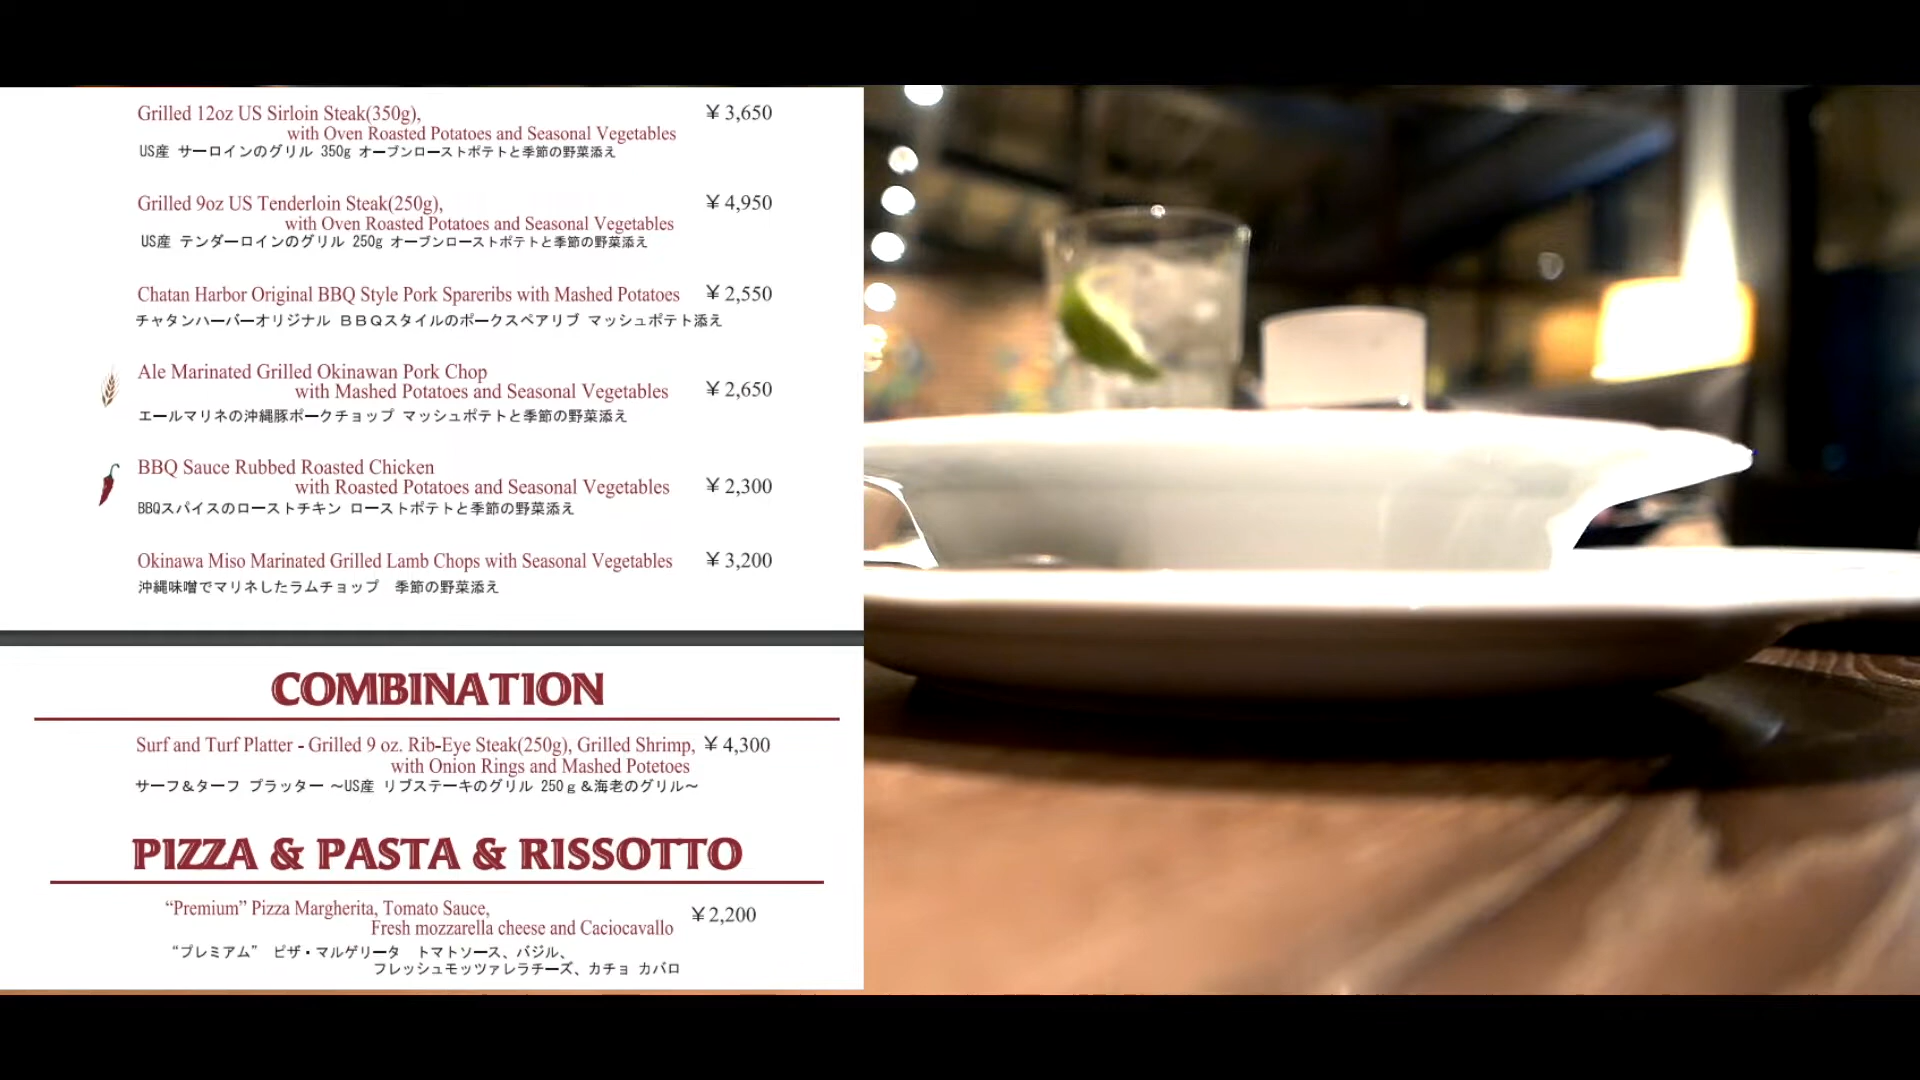 Grilled 12oz US Sirloin Steak(350g), ¥3,650
with Oven Roasted Potatoes and Seasonal Vegetables
US産 サーロインのグリル 350g オーブンローストポテトと季節の野菜添え
Grilled 9oz US Tenderloin Steak(250g), ¥4,950
with Oven Roasted Potatoes and Seasonal Vegetables
US産 テンダーロインのグリル 250g オーブンローストポテトと季節の野菜添え
Chatan Harbor Original BBQ Style Pork Spareribs with Mashed Potatoes ¥2,550
チャタンハーバーオリジナル BBQスタイルのポークスペアリブ マッシュポテト添え
Ale Marinated Grilled Okinawan Pork Chop
with Mashed Potatoes and Seasonal Vegetables ¥2,650
エールマリネの沖縄豚ポークチョップ マッシュポテトと季節の野菜添え
BBQ Sauce Rubbed Roasted Chicken
with Roasted Potatoes and Seasonal Vegetables ¥2,300
BBQスパイスのローストチキン ローストポテトと季節の野菜添え
Okinawa Miso Marinated Grilled Lamb Chops with Seasonal Vegetables ¥3,200
沖縄味噌でマリネしたラムチョップ 季節の野菜添え
COMBINATION
Surf and Turf Platter - Grilled 9 oz. Rib-Eye Steak(250g), Grilled Shrimp, ¥4,300
with Onion Rings and Mashed Potetoes
サーフ&ターフ プラッター ~US産 リブステーキのグリル 250g&海老のグリル~
PIZZA & PASTA & RISSOTTO
“Premium” Pizza Margherita, Tomato Sauce, ¥2,200
Fresh mozzarella cheese and Caciocavallo
“プレミアム” ピザ・マルゲリータ トマトソース、バジル、
フレッシュモッツァレラチーズ、カチョ カバロ